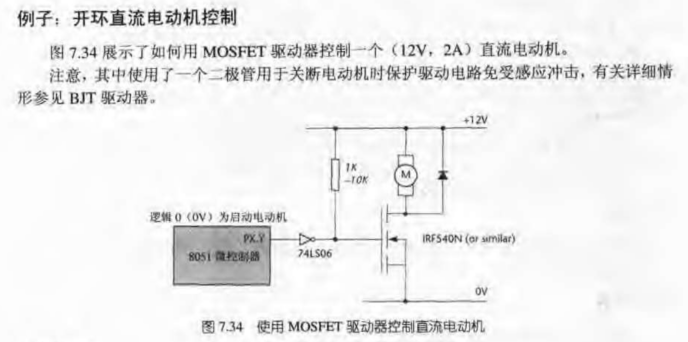 例子：开环直流电动机控制
图 7.34 展示了如何用 MOSFET 驱动器控制一个（12V，2A）直流电动机。
注意，其中使用了一个二极管用于关断电动机时保护驱动电路免受感应冲击，有关详细情
形参见 BJT 驱动器。
+12V
1K
-10K
M
逻辑 0（0V）为启动电动机
PX.Y
8051 微控制器
74LS06
IRF540N (or similar)
0V
图 7.34 使用 MOSFET 驱动器控制直流电动机